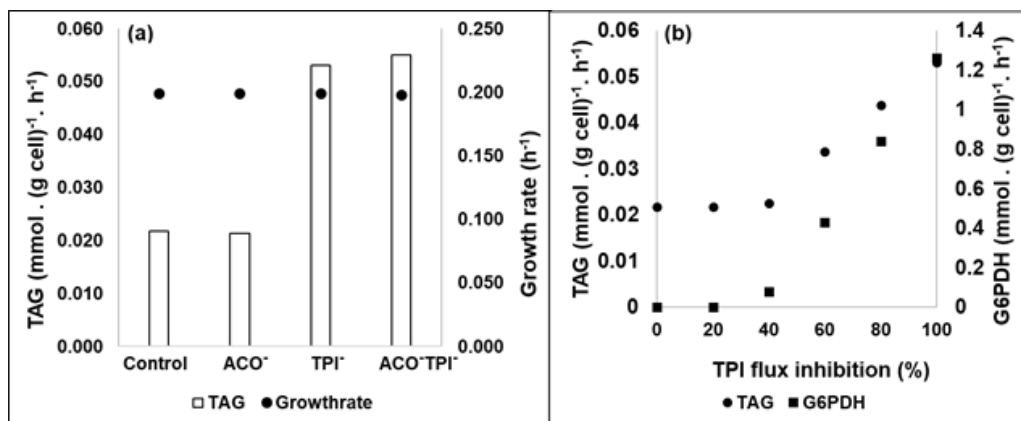 (a)
TAG (mmol . (g cell)-1. h-1)
0.060
0.050
0.040
0.030
0.020
0.010
0.000
Growth rate (h-1)
0.250
0.200
0.150
0.100
0.050
0.000
Control ACO- TPI- ACO-TPI-
TAG Growthrate
(b)
TAG (mmol . (g cell)-1. h-1)
0.06
0.05
0.04
0.03
0.02
0.01
0
G6PDH (mmol . (g cell)-1. h-1)
1.4
1.2
1
0.8
0.6
0.4
0.2
0
0 20 40 60 80 100
TPI flux inhibition (%)
TAG G6PDH